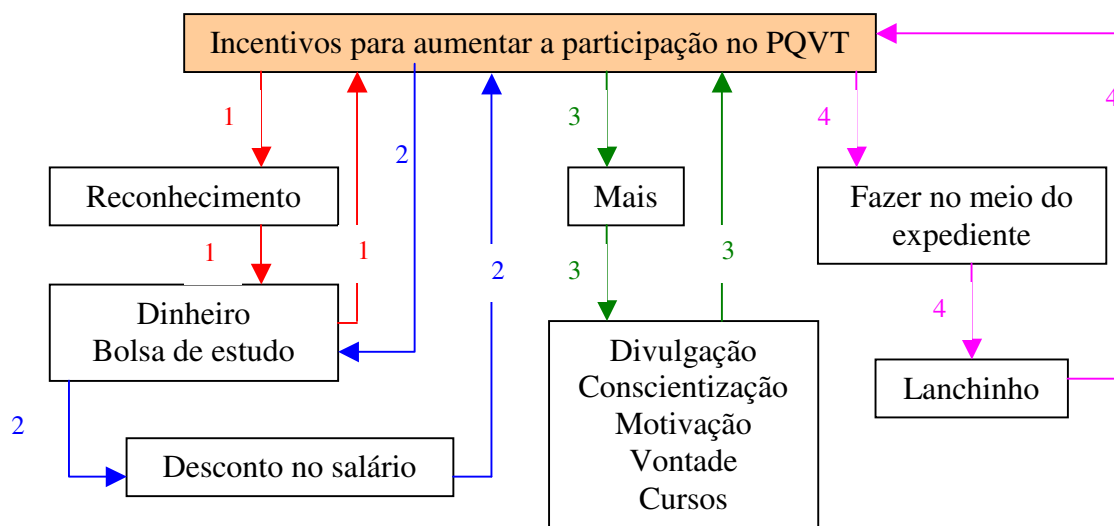 Incentivos para aumentar a participação no PQVT
1
2
3
4
4
Reconhecimento
Mais
Fazer no meio do
expediente
1
1
2
3
3
4
Dinheiro
Bolsa de estudo
Divulgação
Conscientização
Motivação
Vontade
Cursos
Lanchinho
2
Desconto no salário